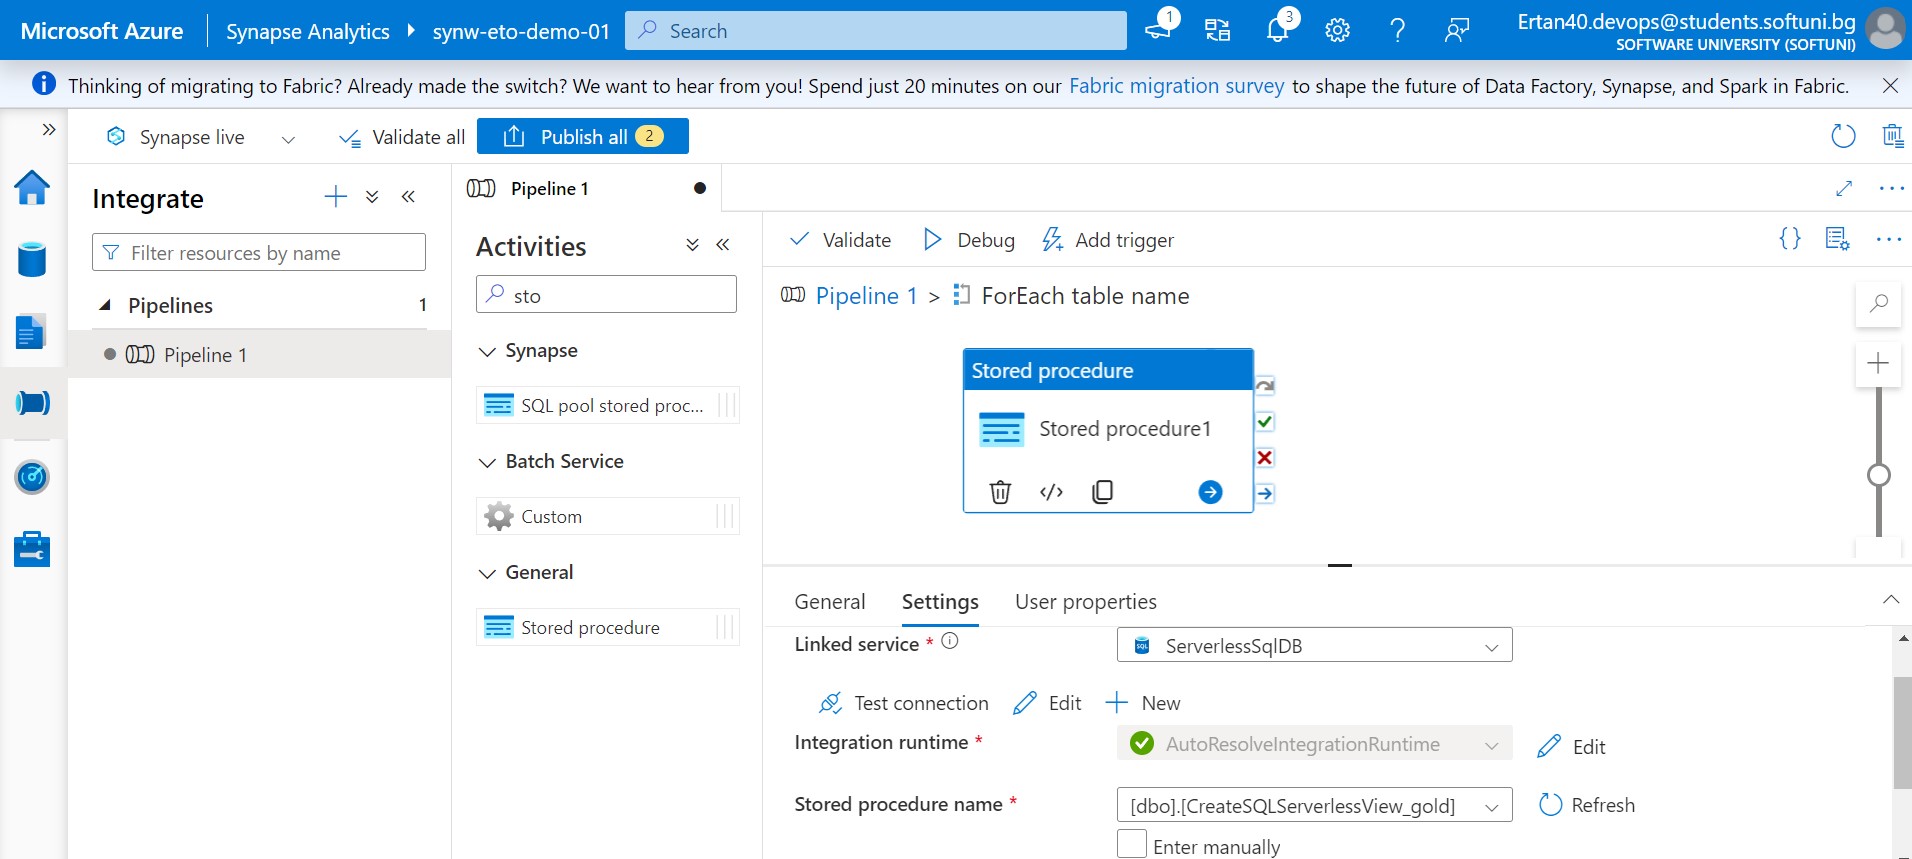 Microsoft Azure
Synapse Analytics
synw-eto-demo-01
Search
1
3
Ertan40.devops@students.softuni.bg
SOFTWARE UNIVERSITY (SOFTUNI)
Thinking of migrating to Fabric? Already made the switch? We want to hear from you! Spend just 20 minutes on our Fabric migration survey to shape the future of Data Factory, Synapse, and Spark in Fabric.
Synapse live
Validate all
Publish all 2
Integrate
Filter resources by name
Pipelines 1
Pipeline 1
Pipeline 1
Activities
sto
Synapse
SQL pool stored proc...
Batch Service
Custom
General
Stored procedure
Validate
Debug
Add trigger
Pipeline 1 > ForEach table name
Stored procedure
Stored procedure1
General
Settings
User properties
Linked service *
ServerlessSqlDB
Test connection
Edit
New
Integration runtime *
AutoResolveIntegrationRuntime
Edit
Stored procedure name *
[dbo].[CreateSQLServerlessView_gold]
Refresh
Enter manually